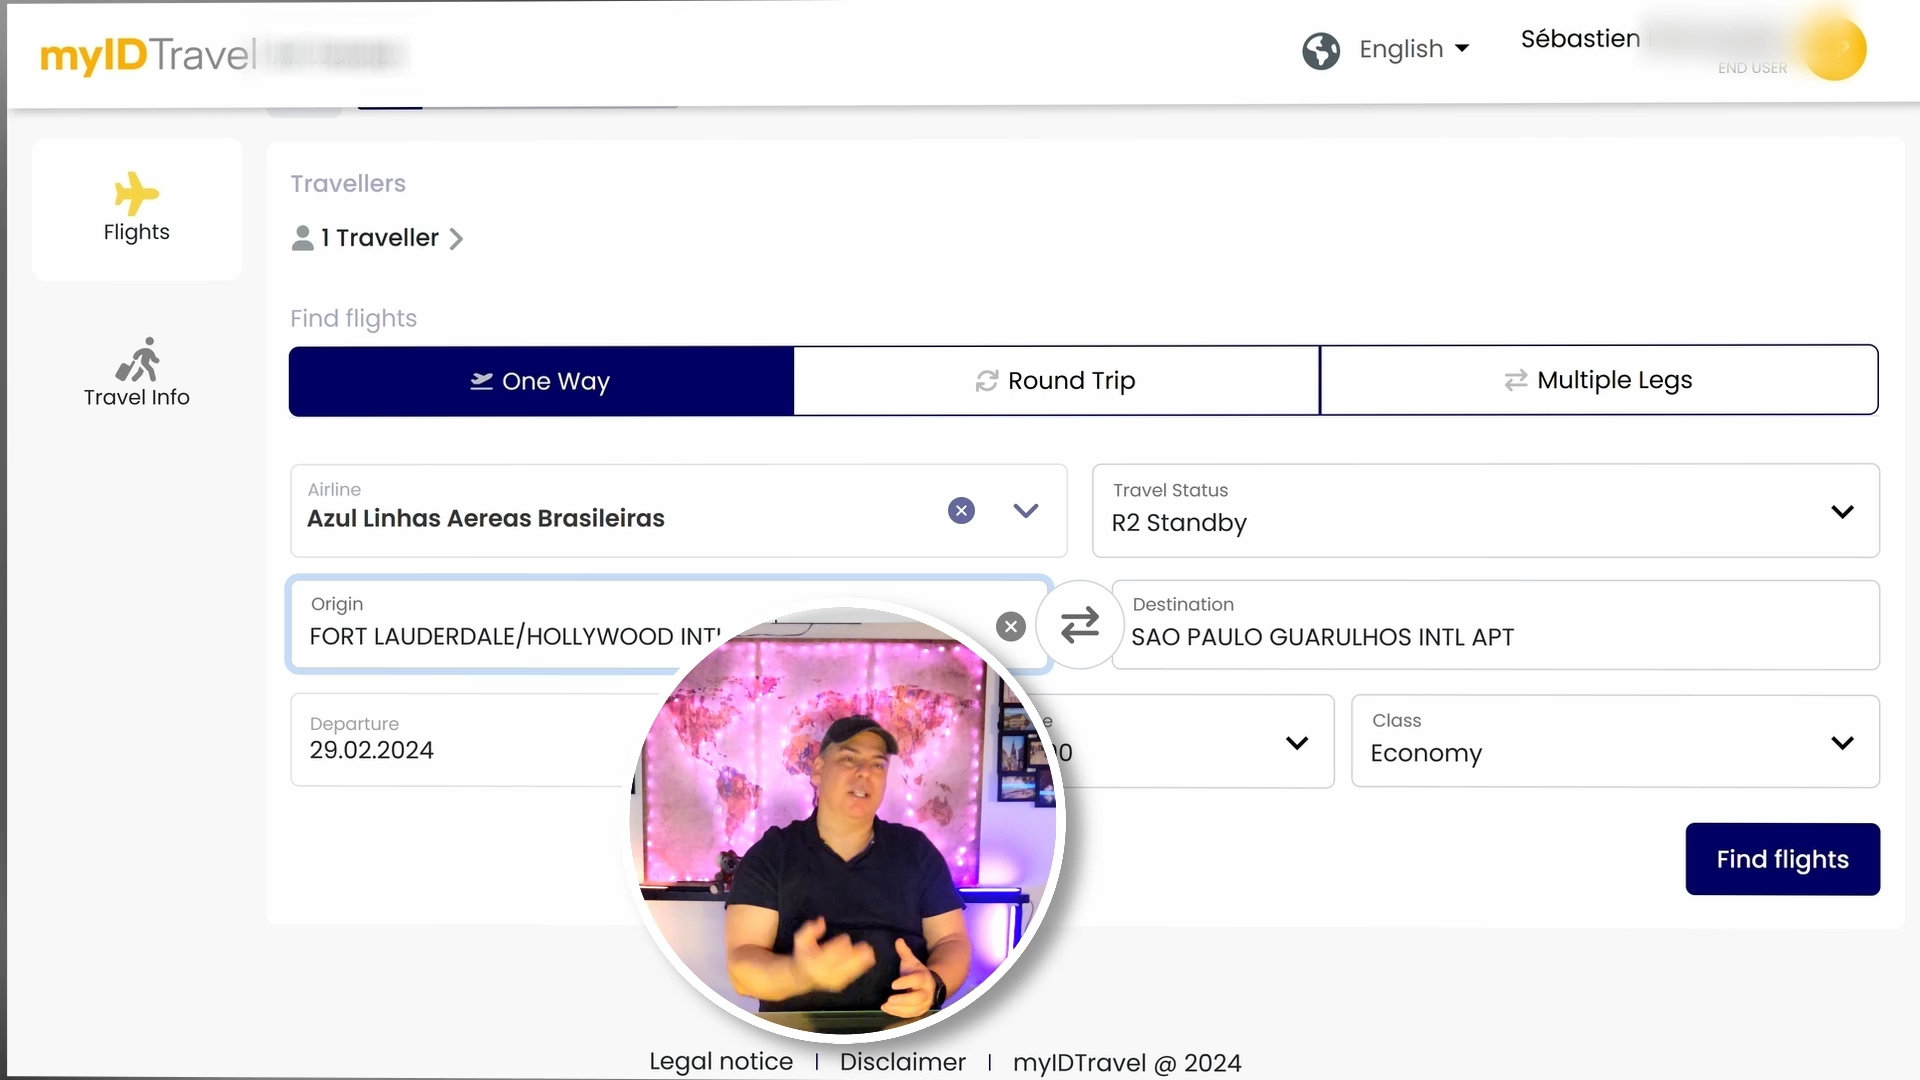 myIDTravel
English
Sébastien
END USER
Flights
Travel Info
Travellers
1 Traveller
Find flights
One Way
Round Trip
Multiple Legs
Airline
Azul Linhas Aereas Brasileiras
Travel Status
R2 Standby
Origin
FORT LAUDERDALE/HOLLYWOOD
Destination
SAO PAULO GUARULHOS INTL APT
Departure
29.02.2024
Class
Economy
Find flights
Legal notice | Disclaimer | myIDTravel @ 2024